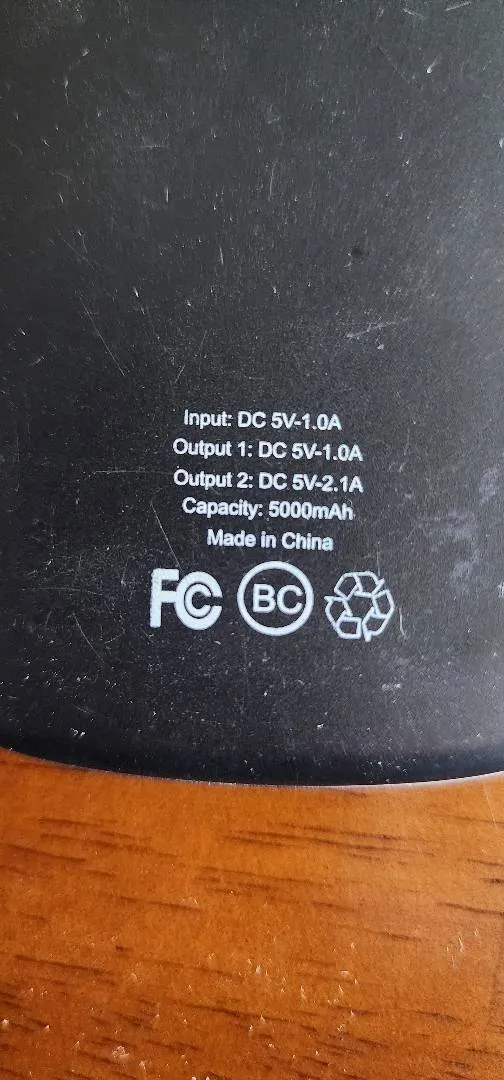 Input: DC 5V-1.0A
Output 1: DC 5V-1.0A
Output 2: DC 5V-2.1A
Capacity: 5000mAh
Made in China
FC BC